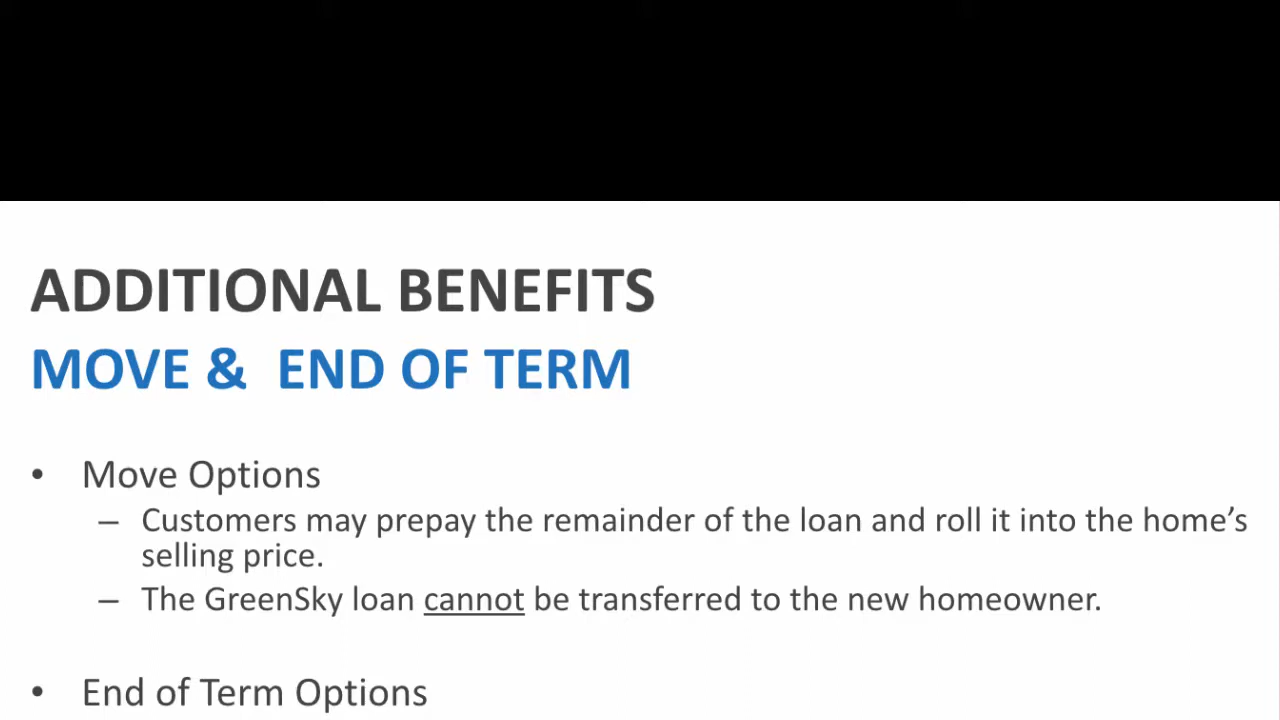 ADDITIONAL BENEFITS
MOVE &  END OF TERM
• Move Options
– Customers may prepay the remainder of the loan and roll it into the home’s
selling price.
– The GreenSky loan cannot be transferred to the new homeowner.
• End of Term Options